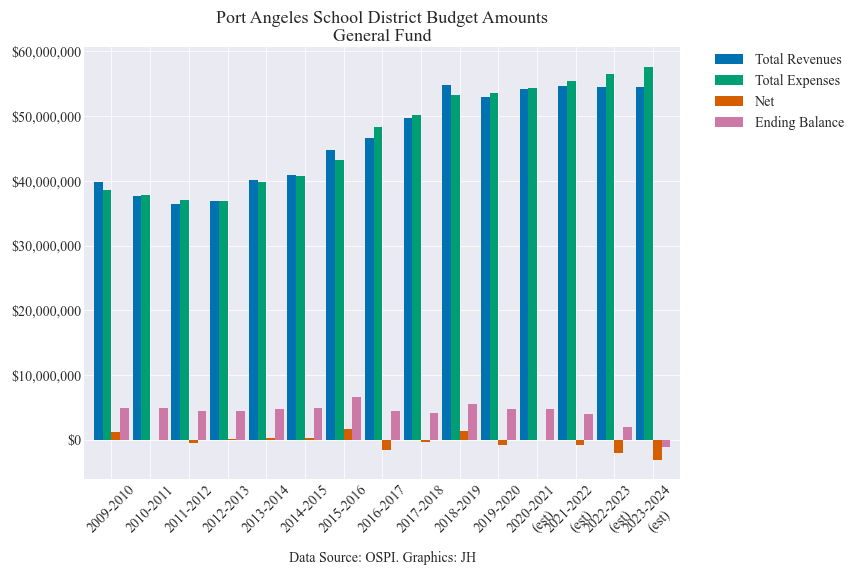 Port Angeles School District Budget Amounts
General Fund
$60,000,000
$50,000,000
$40,000,000
$30,000,000
$20,000,000
$10,000,000
$0
Total Revenues
Total Expenses
Net
Ending Balance
2009-2010
2010-2011
2011-2012
2012-2013
2013-2014
2014-2015
2015-2016
2016-2017
2017-2018
2018-2019
2019-2020
2020-2021
(est)
2021-2022
(est)
2022-2023
(est)
2023-2024
(est)
Data Source: OSPI. Graphics: JH